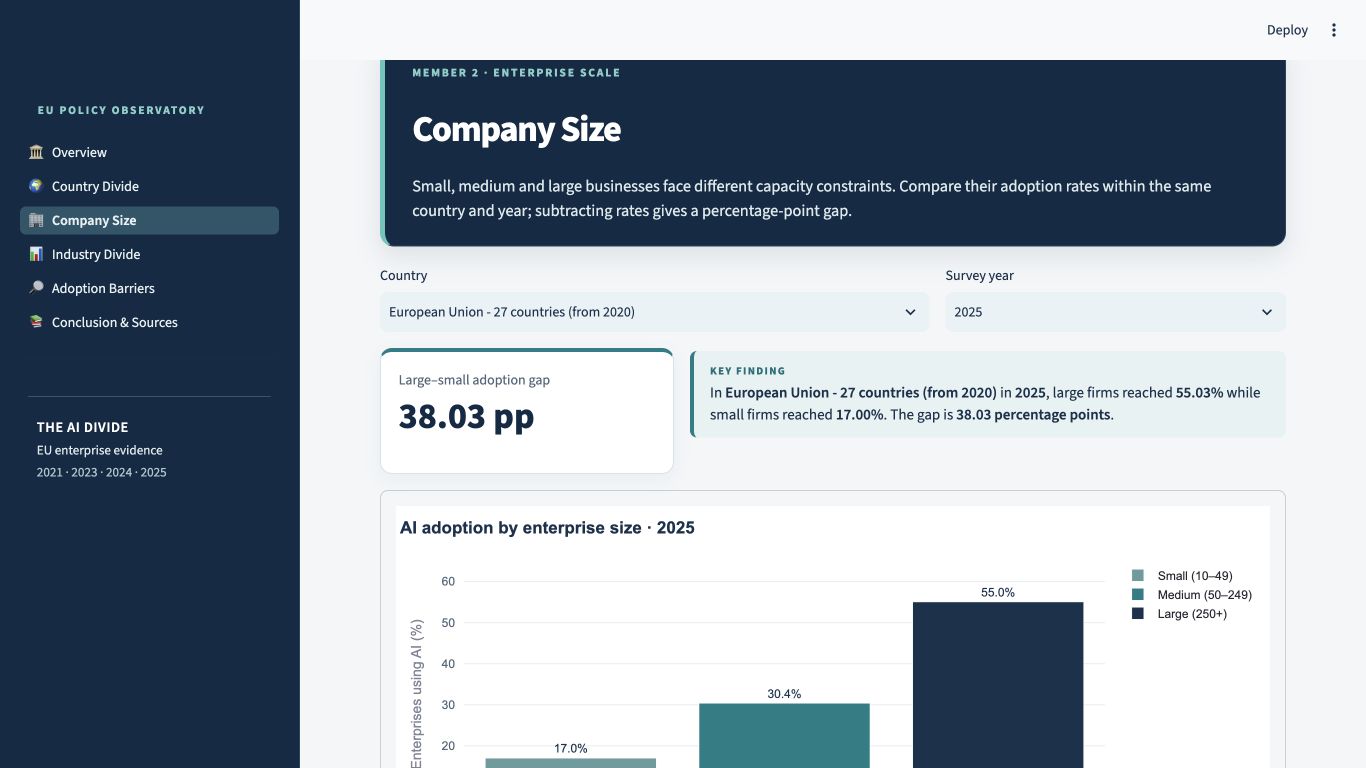 Deploy
EU POLICY OBSERVATORY
Overview
Country Divide
Company Size
Industry Divide
Adoption Barriers
Conclusion & Sources
THE AI DIVIDE
EU enterprise evidence
2021 · 2023 · 2024 · 2025
MEMBER 2 · ENTERPRISE SCALE
Company Size
Small, medium and large businesses face different capacity constraints. Compare their adoption rates within the same
country and year; subtracting rates gives a percentage-point gap.
Country
Survey year
European Union - 27 countries (from 2020)
2025
Large–small adoption gap
38.03 pp
KEY FINDING
In European Union - 27 countries (from 2020) in 2025, large firms reached 55.03% while
small firms reached 17.00%. The gap is 38.03 percentage points.
AI adoption by enterprise size · 2025
Enterprises using AI (%)
60
50
40
30
20
17.0%
30.4%
55.0%
Small (10–49)
Medium (50–249)
Large (250+)